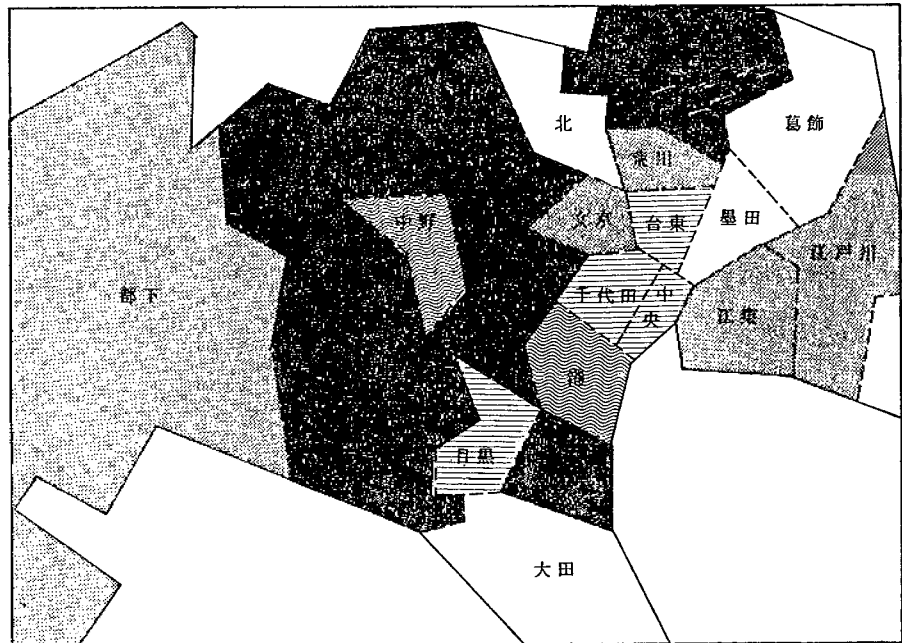 北
葛飾
荒川
中野
文京
台東
墨田
江戸川
都下
千代田
中央
江東
港
目黒
大田